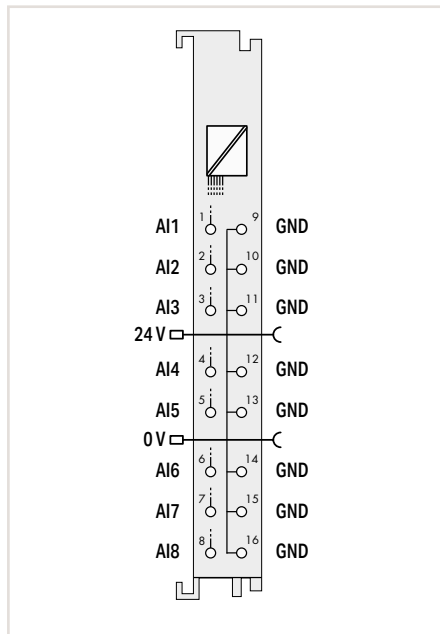 AI1 1 9 GND
AI2 2 10 GND
AI3 3 11 GND
24 V
AI4 4 12 GND
AI5 5 13 GND
0 V
AI6 6 14 GND
AI7 7 15 GND
AI8 8 16 GND